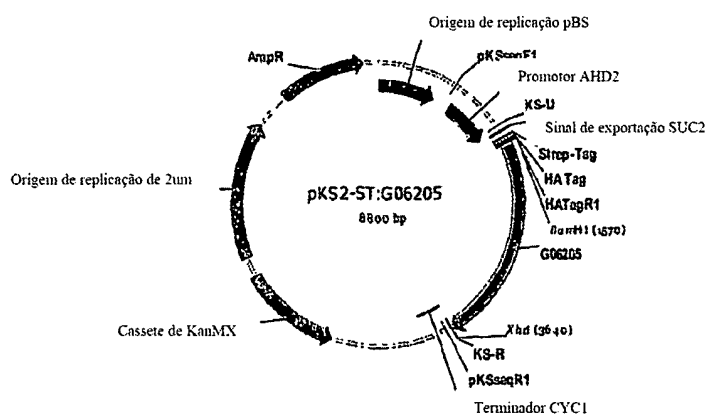 Origem de replicação pBS
AmpR
pKSseqF1
Promotor AHD2
KS-U
Sinal de exportação SUC2
Strep-Tag
HA Tag
HATagR1
BamHI (1570)
G06205
Origem de replicação de 2um
pKS2-ST:G06205
8800 bp
Cassete de KanMX
XhoI (3640)
KS-R
pKSseqR1
Terminador CYC1